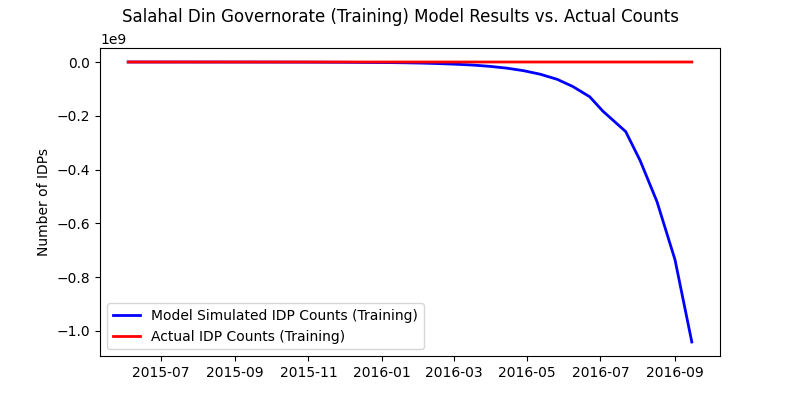 Salahal Din Governorate (Training) Model Results vs. Actual Counts
1e9
0.0
−0.2
−0.4
−0.6
−0.8
−1.0
Number of IDPs
Model Simulated IDP Counts (Training)
Actual IDP Counts (Training)
2015-07 2015-09 2015-11 2016-01 2016-03 2016-05 2016-07 2016-09